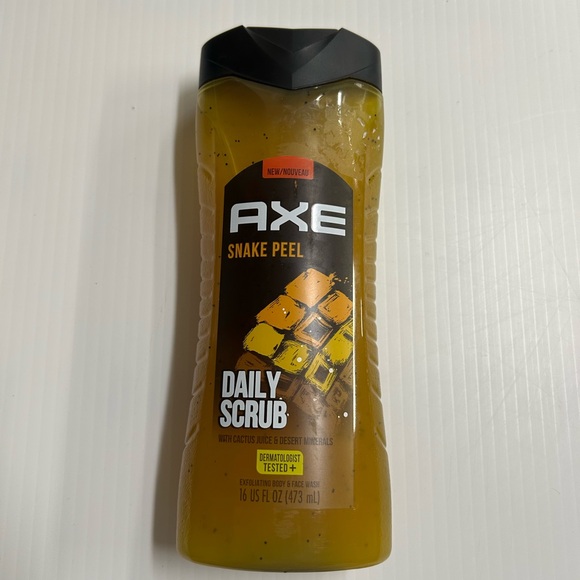 NEW/NOUVEAU
AXE
SNAKE PEEL
DAILY
SCRUB
WITH CACTUS JUICE & DESERT MINERALS
DERMATOLOGIST
TESTED +
EXFOLIATING BODY & FACE WASH
16 US FL OZ (473 mL)